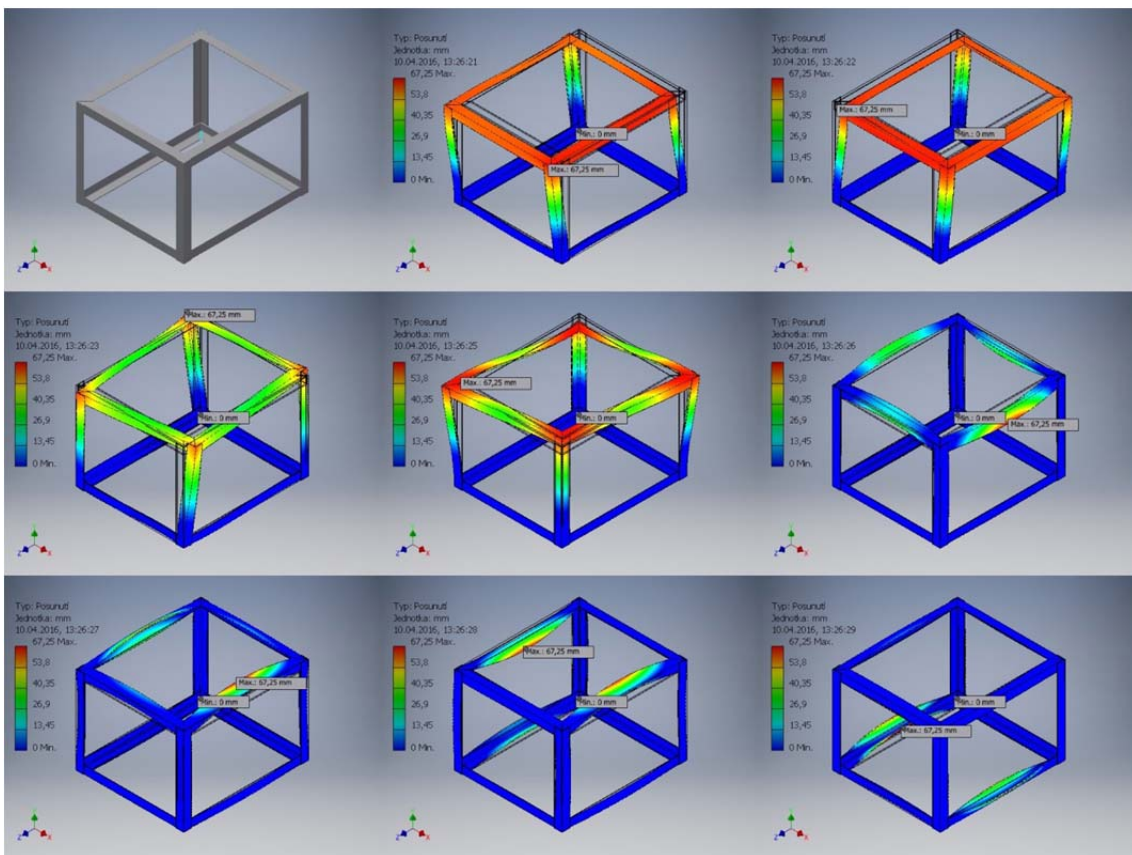 Typ: Posunutí
Jednotka: mm
10.04.2016, 13:26:21
67,25 Max.
53,8
40,35
26,9
13,45
0 Min.
Min.: 0 mm
Max.: 67,25 mm
Typ: Posunutí
Jednotka: mm
10.04.2016, 13:26:22
67,25 Max.
53,8
40,35
26,9
13,45
0 Min.
Max.: 67,25 mm
Min.: 0 mm
Z X
Z X
Z X
Typ: Posunutí
Jednotka: mm
10.04.2016, 13:26:23
67,25 Max.
53,8
40,35
26,9
13,45
0 Min.
Max.: 67,25 mm
Min.: 0 mm
Typ: Posunutí
Jednotka: mm
10.04.2016, 13:26:25
67,25 Max.
53,8
40,35
26,9
13,45
0 Min.
Max.: 67,25 mm
Min.: 0 mm
Typ: Posunutí
Jednotka: mm
10.04.2016, 13:26:26
67,25 Max.
53,8
40,35
26,9
13,45
0 Min.
Min.: 0 mm
Max.: 67,25 mm
Z X
Z X
Z X
Typ: Posunutí
Jednotka: mm
10.04.2016, 13:26:27
67,25 Max.
53,8
40,35
26,9
13,45
0 Min.
Max.: 67,25 mm
Min.: 0 mm
Typ: Posunutí
Jednotka: mm
10.04.2016, 13:26:28
67,25 Max.
53,8
40,35
26,9
13,45
0 Min.
Max.: 67,25 mm
Min.: 0 mm
Typ: Posunutí
Jednotka: mm
10.04.2016, 13:26:29
67,25 Max.
53,8
40,35
26,9
13,45
0 Min.
Min.: 0 mm
Max.: 67,25 mm
Z X
Z X
Z X